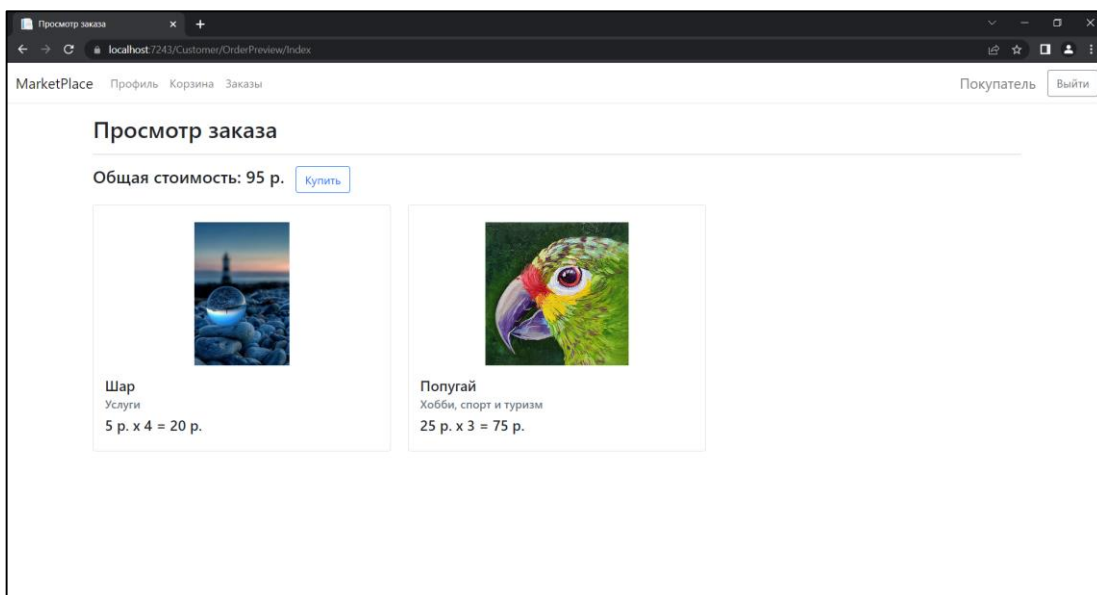 Просмотр заказа
localhost:7243/Customer/OrderPreview/Index
MarketPlace Профиль Корзина Заказы Покупатель Выйти
Просмотр заказа
Общая стоимость: 95 р. Купить
Шар
Услуги
5 р. x 4 = 20 р.
Попугай
Хобби, спорт и туризм
25 р. x 3 = 75 р.